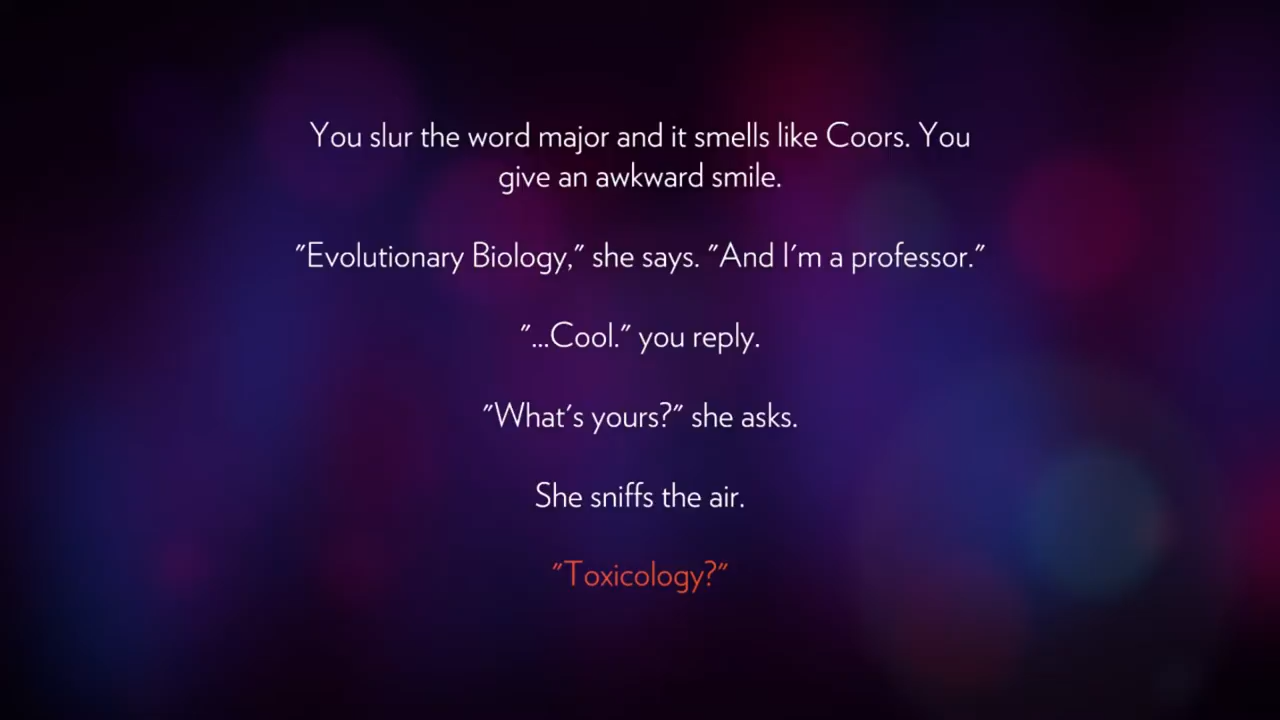 You slur the word major and it smells like Coors. You
give an awkward smile.
"Evolutionary Biology," she says. "And I'm a professor."
"...Cool." you reply.
"What's yours?" she asks.
She sniffs the air.
"Toxicology?"